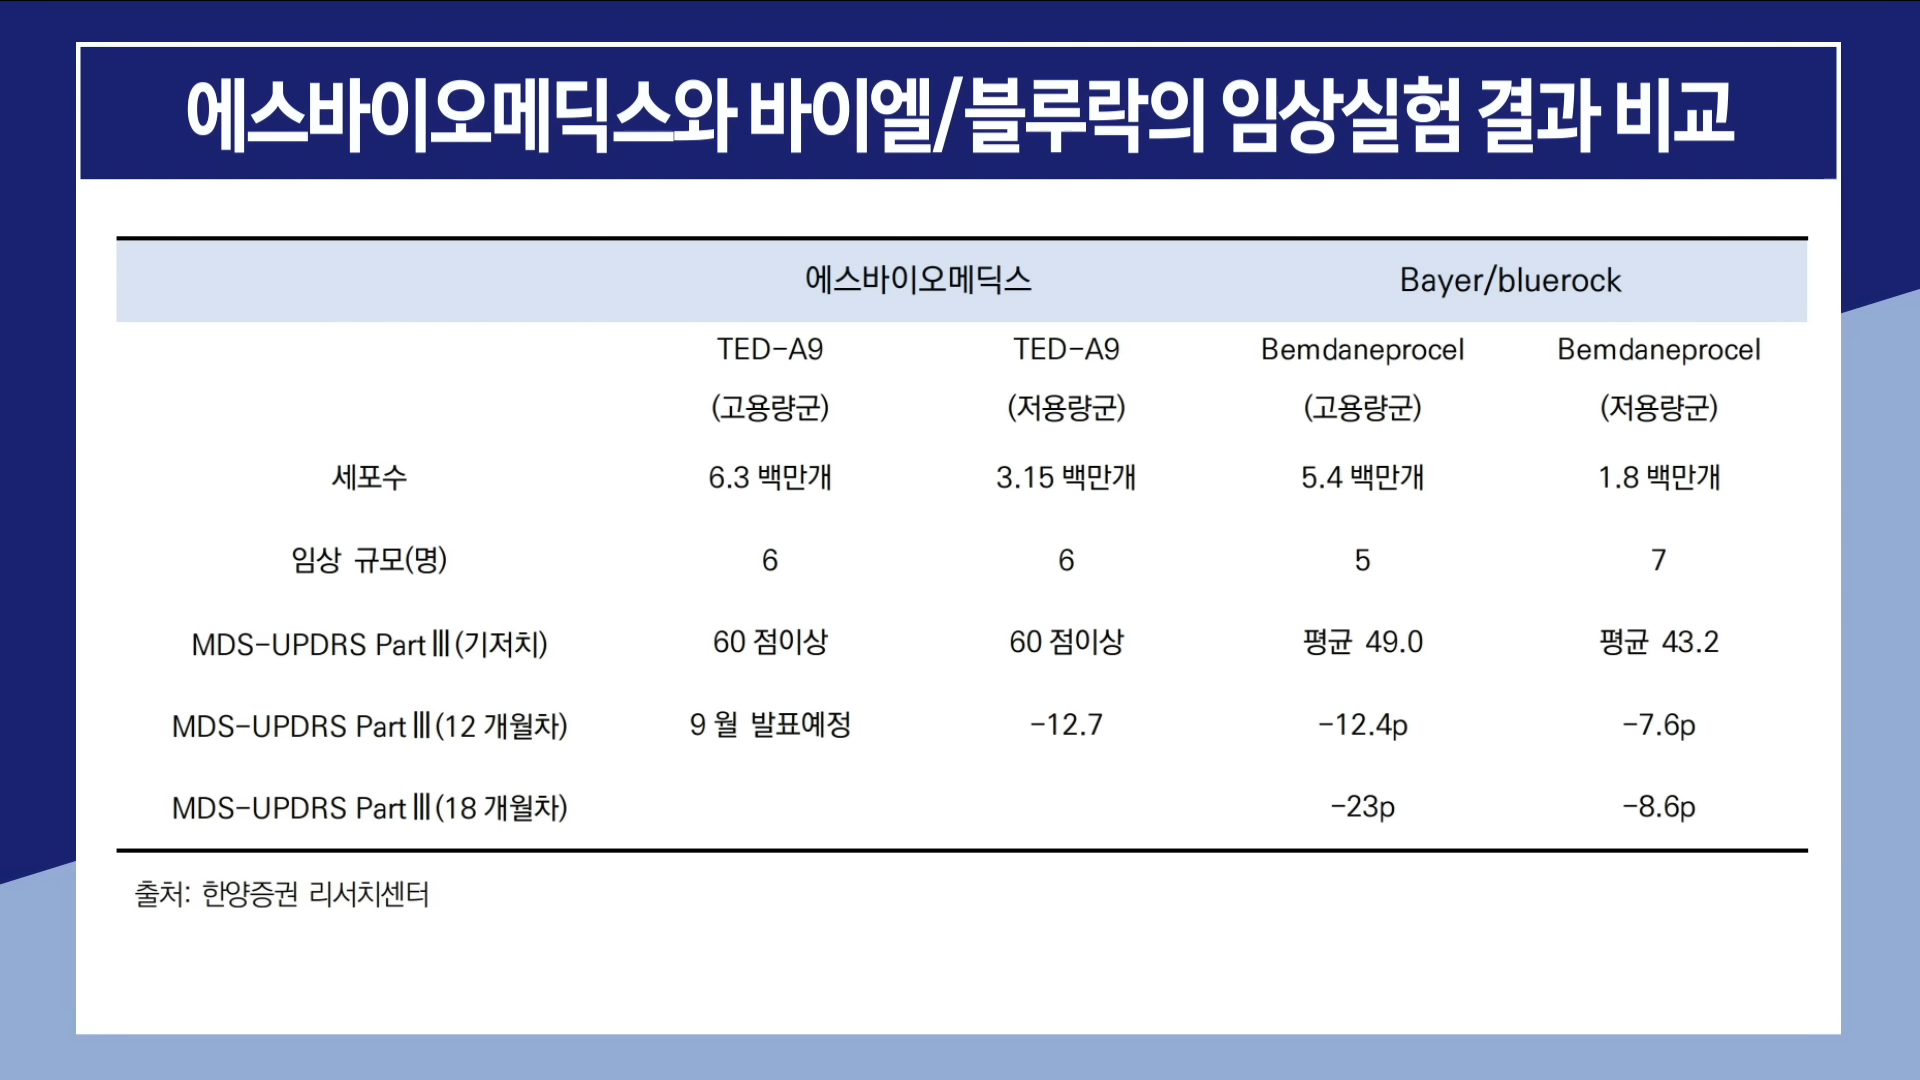 에스바이오메딕스와 바이엘/블루락의 임상실험 결과 비교
에스바이오메딕스 Bayer/bluerock
TED-A9 TED-A9 Bemdaneprocel Bemdaneprocel
(고용량군) (저용량군) (고용량군) (저용량군)
세포수 6.3 백만개 3.15 백만개 5.4 백만개 1.8 백만개
임상 규모(명) 6 6 5 7
MDS-UPDRS PartⅢ(기저치) 60 점이상 60 점이상 평균 49.0 평균 43.2
MDS-UPDRS PartⅢ(12 개월차) 9 월 발표예정 -12.7 -12.4p -7.6p
MDS-UPDRS PartⅢ(18 개월차) -23p -8.6p
출처: 한양증권 리서치센터